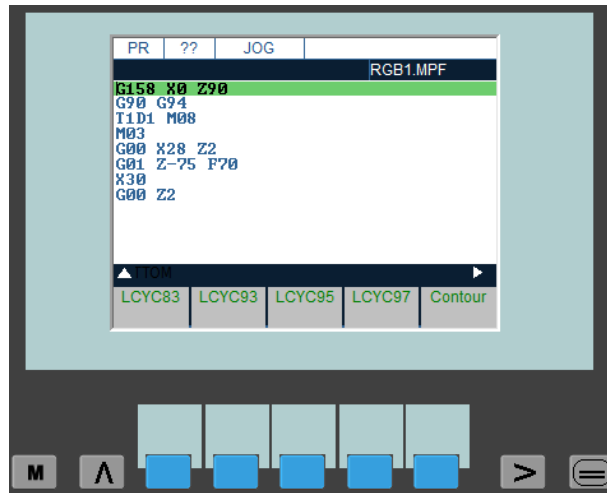 PR ?? JOG
RGB1.MPF
G158 X0 Z90
G90 G94
T1D1 M08
M03
G00 X28 Z2
G01 Z-75 F70
X30
G00 Z2
LCYC83 LCYC93 LCYC95 LCYC97 Contour
M Λ >